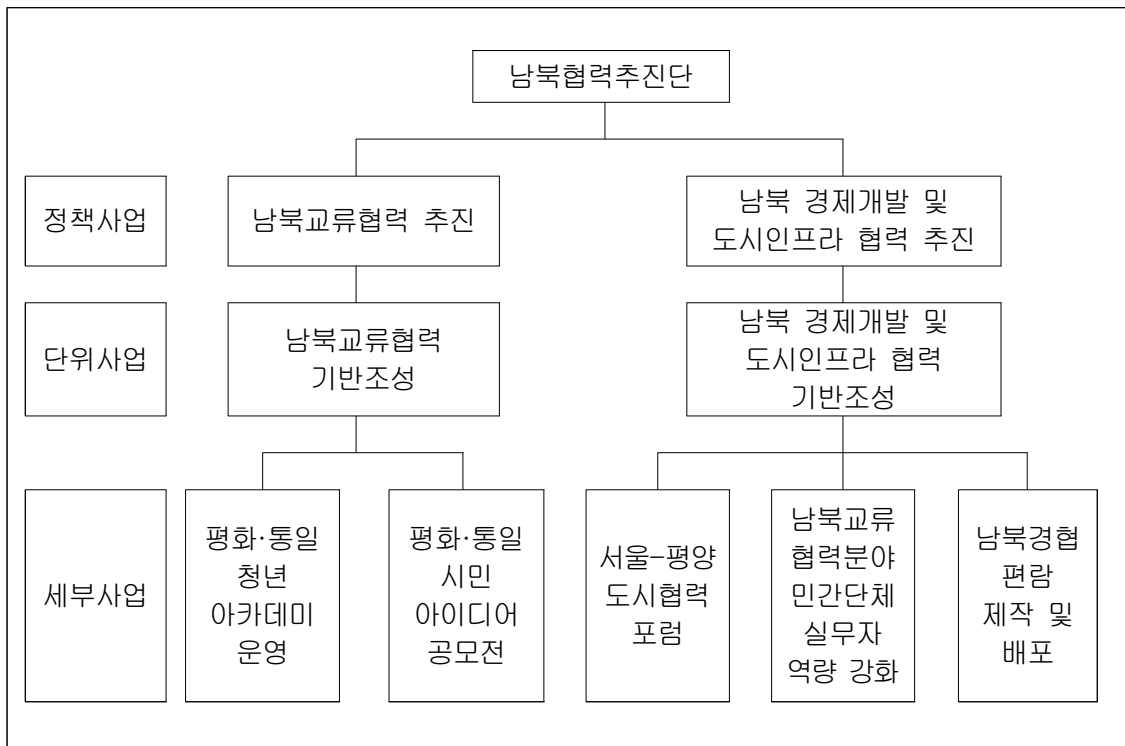 남북협력추진단
정책사업
남북교류협력 추진
남북 경제개발 및
도시인프라 협력 추진
단위사업
남북교류협력
기반조성
남북 경제개발 및
도시인프라 협력
기반조성
세부사업
평화·통일
청년
아카데미
운영
평화·통일
시민
아이디어
공모전
서울-평양
도시협력
포럼
남북교류
협력분야
민간단체
실무자
역량 강화
남북경협
편람
제작 및
배포